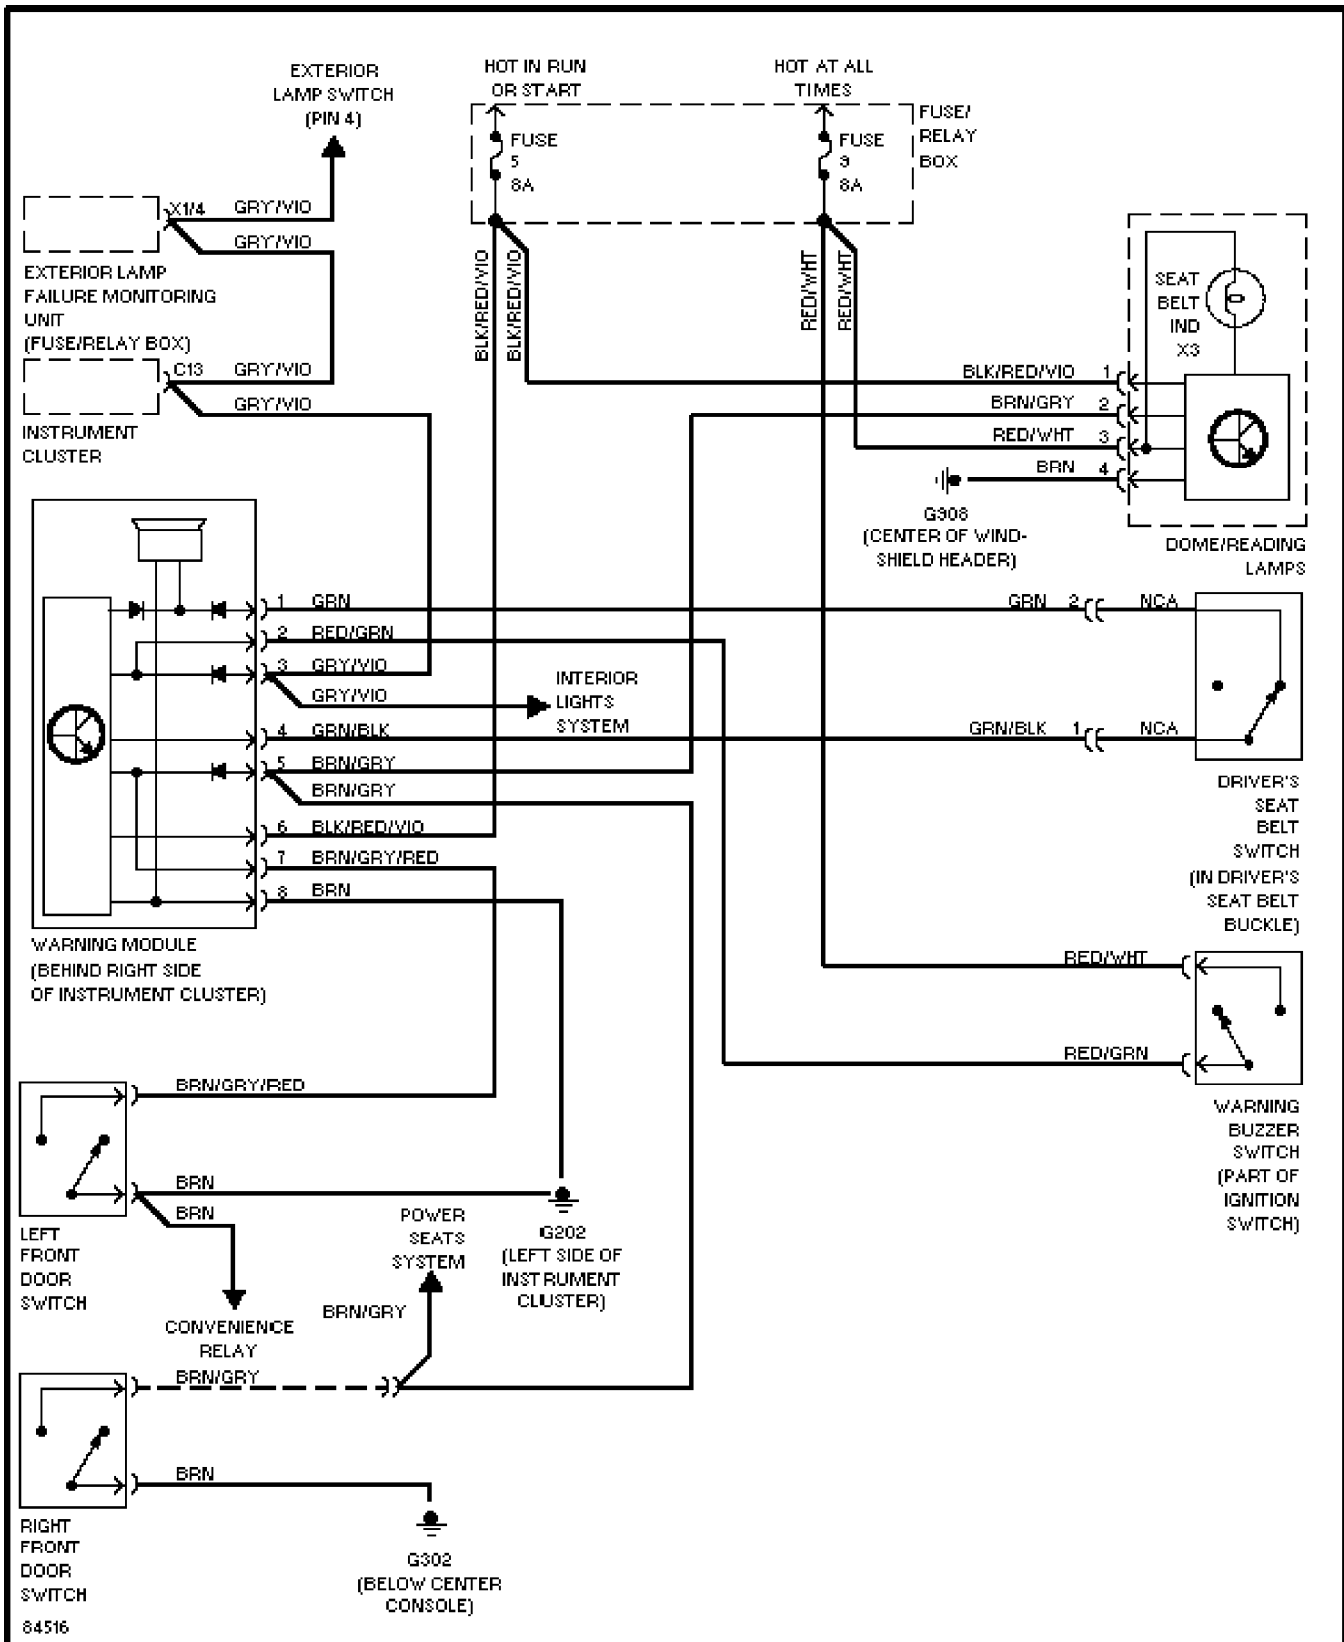 EXTERIOR
LAMP SWITCH
(PIN 4)
HOT IN RUN
OR START
HOT AT ALL
TIMES
FUSE
5
8A
FUSE
9
8A
FUSE/
RELAY
BOX
X1/4
GRY/VIO
GRY/VIO
EXTERIOR LAMP
FAILURE MONITORING
UNIT
(FUSE/RELAY BOX)
C13
GRY/VIO
GRY/VIO
INSTRUMENT
CLUSTER
BLK/RED/VIO
BLK/RED/VIO
RED/WHT
RED/WHT
SEAT
BELT
IND
X3
BLK/RED/VIO 1
BRN/GRY 2
RED/WHT 3
BRN 4
G308
(CENTER OF WIND-
SHIELD HEADER)
DOME/READING
LAMPS
1 GRN
2 RED/GRN
3 GRY/VIO
GRY/VIO
4 GRN/BLK
5 BRN/GRY
BRN/GRY
6 BLK/RED/VIO
7 BRN/GRY/RED
8 BRN
INTERIOR
LIGHTS
SYSTEM
GRN 2 NCA
GRN/BLK 1 NCA
DRIVER'S
SEAT
BELT
SWITCH
(IN DRIVER'S
SEAT BELT
BUCKLE)
WARNING MODULE
(BEHIND RIGHT SIDE
OF INSTRUMENT CLUSTER)
RED/WHT
RED/GRN
WARNING
BUZZER
SWITCH
(PART OF
IGNITION
SWITCH)
BRN/GRY/RED
BRN
BRN
LEFT
FRONT
DOOR
SWITCH
CONVENIENCE
RELAY
POWER
SEATS
SYSTEM
BRN/GRY
G202
(LEFT SIDE OF
INSTRUMENT
CLUSTER)
BRN/GRY
BRN
RIGHT
FRONT
DOOR
SWITCH
G302
(BELOW CENTER
CONSOLE)
84516